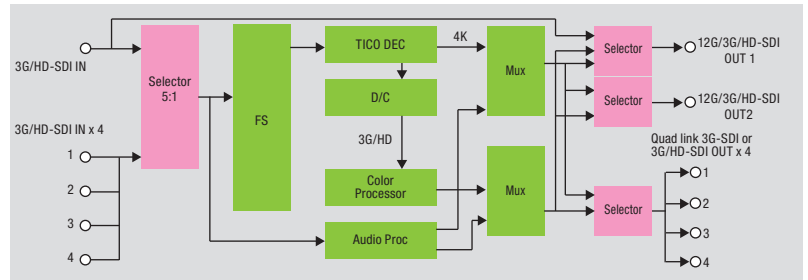 3G/HD-SDI IN
Selector
5:1
3G/HD-SDI IN x 4
1
2
3
4
FS
TICO DEC
4K
D/C
3G/HD
Color
Processor
Audio Proc
Mux
Mux
Selector
12G/3G/HD-SDI
OUT 1
Selector
12G/3G/HD-SDI
OUT2
Quad link 3G-SDI or
3G/HD-SDI OUT x 4
Selector
1
2
3
4